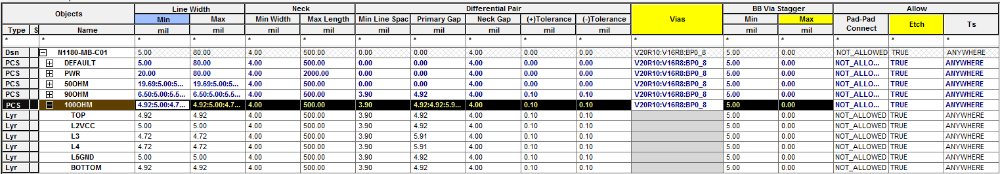 Objects Line Width Neck Differential Pair Vias BB Via Stagger Allow
Min Max Min Width Max Length Min Line Spac Primary Gap Neck Gap (+)Tolerance (-)Tolerance Min Max Pad-Pad Connect Etch Ts
Type S Name mil mil mil mil mil mil mil mil mil mil mil
* * * * * * * * * * * * * * * * *
Dsn N1180-MB-C01 5.00 80.00 4.00 500.00 0.00 0.00 4.00 0.00 0.00 V20R10:V16R8:BP0_8 5.00 0.00 NOT_ALLOWED TRUE ANYWHERE
PCS DEFAULT 5.00 80.00 4.00 500.00 0.00 0.00 0.00 0.00 0.00 V20R10:V16R8:BP0_8 5.00 0.00 NOT_ALLO... TRUE ANYWHERE
PCS PWR 20.00 80.00 4.00 2000.00 0.00 0.00 0.00 0.00 0.00 V20R10:V16R8:BP0_8 5.00 0.00 NOT_ALLO... TRUE ANYWHERE
PCS 50OHM 19.69:5.00:5... 19.69:5.00:5... 4.00 500.00 0.00 0.00 0.00 0.00 0.00 V20R10:V16R8:BP0_8 5.00 0.00 NOT_ALLO... TRUE ANYWHERE
PCS 90OHM 6.50:5.00:5.5... 6.50:5.00:5.5... 4.00 500.00 3.90 4.92 4.00 0.10 0.10 V20R10:V16R8:BP0_8 5.00 0.00 NOT_ALLO... TRUE ANYWHERE
PCS 100OHM 4.92:5.00:4.7... 4.92:5.00:4.7... 4.00 500.00 3.90 4.92:4.92:5.9... 4.00 0.10 0.10 V20R10:V16R8:BP0_8 5.00 0.00 NOT_ALLO... TRUE ANYWHERE
Lyr TOP 4.92 4.92 4.00 500.00 3.90 4.92 4.00 0.10 0.10 5.00 0.00 NOT_ALLOWED TRUE ANYWHERE
Lyr L2VCC 5.00 5.00 4.00 500.00 3.90 4.92 4.00 0.10 0.10 5.00 0.00 NOT_ALLOWED TRUE ANYWHERE
Lyr L3 4.72 4.72 4.00 500.00 3.90 5.91 4.00 0.10 0.10 5.00 0.00 NOT_ALLOWED TRUE ANYWHERE
Lyr L4 4.72 4.72 4.00 500.00 3.90 5.91 4.00 0.10 0.10 5.00 0.00 NOT_ALLOWED TRUE ANYWHERE
Lyr L5GND 5.00 5.00 4.00 500.00 3.90 4.92 4.00 0.10 0.10 5.00 0.00 NOT_ALLOWED TRUE ANYWHERE
Lyr BOTTOM 4.92 4.92 4.00 500.00 3.90 4.92 4.00 0.10 0.10 5.00 0.00 NOT_ALLOWED TRUE ANYWHERE